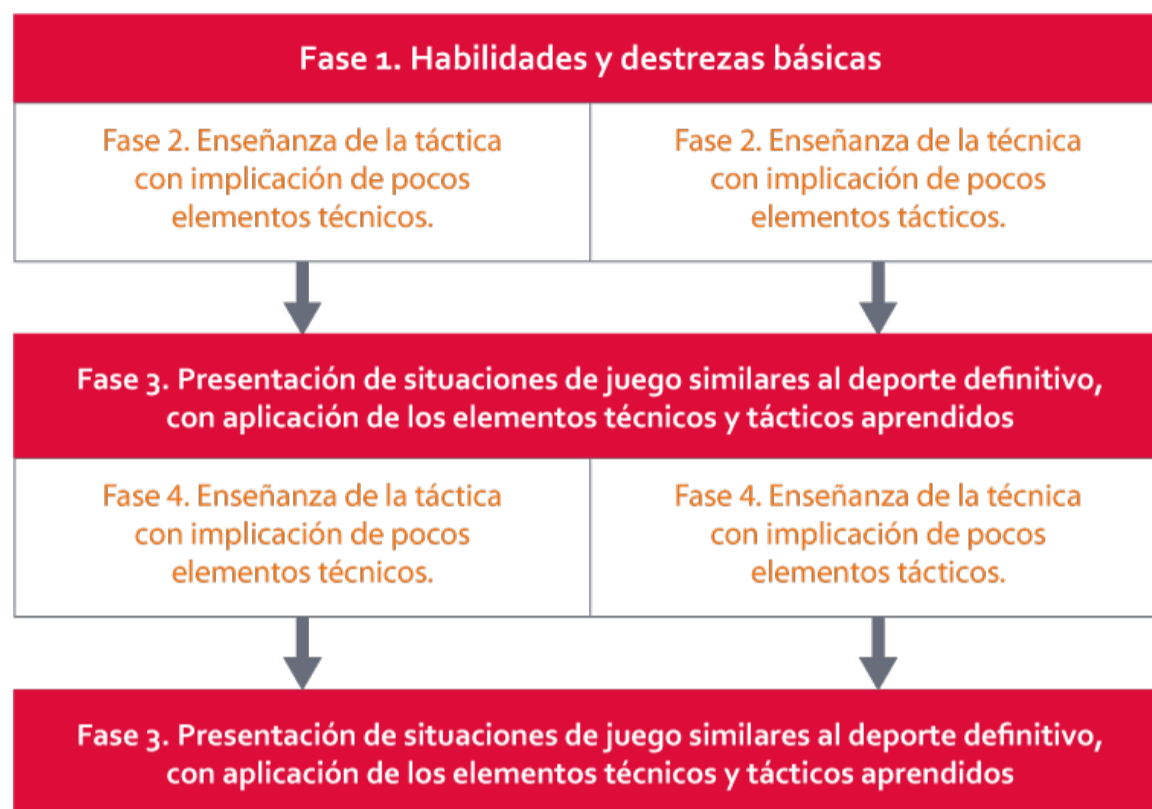 Fase 1. Habilidades y destrezas básicas
Fase 2. Enseñanza de la táctica
con implicación de pocos
elementos técnicos.
Fase 2. Enseñanza de la técnica
con implicación de pocos
elementos tácticos.
Fase 3. Presentación de situaciones de juego similares al deporte definitivo,
con aplicación de los elementos técnicos y tácticos aprendidos
Fase 4. Enseñanza de la táctica
con implicación de pocos
elementos técnicos.
Fase 4. Enseñanza de la técnica
con implicación de pocos
elementos tácticos.
Fase 3. Presentación de situaciones de juego similares al deporte definitivo,
con aplicación de los elementos técnicos y tácticos aprendidos